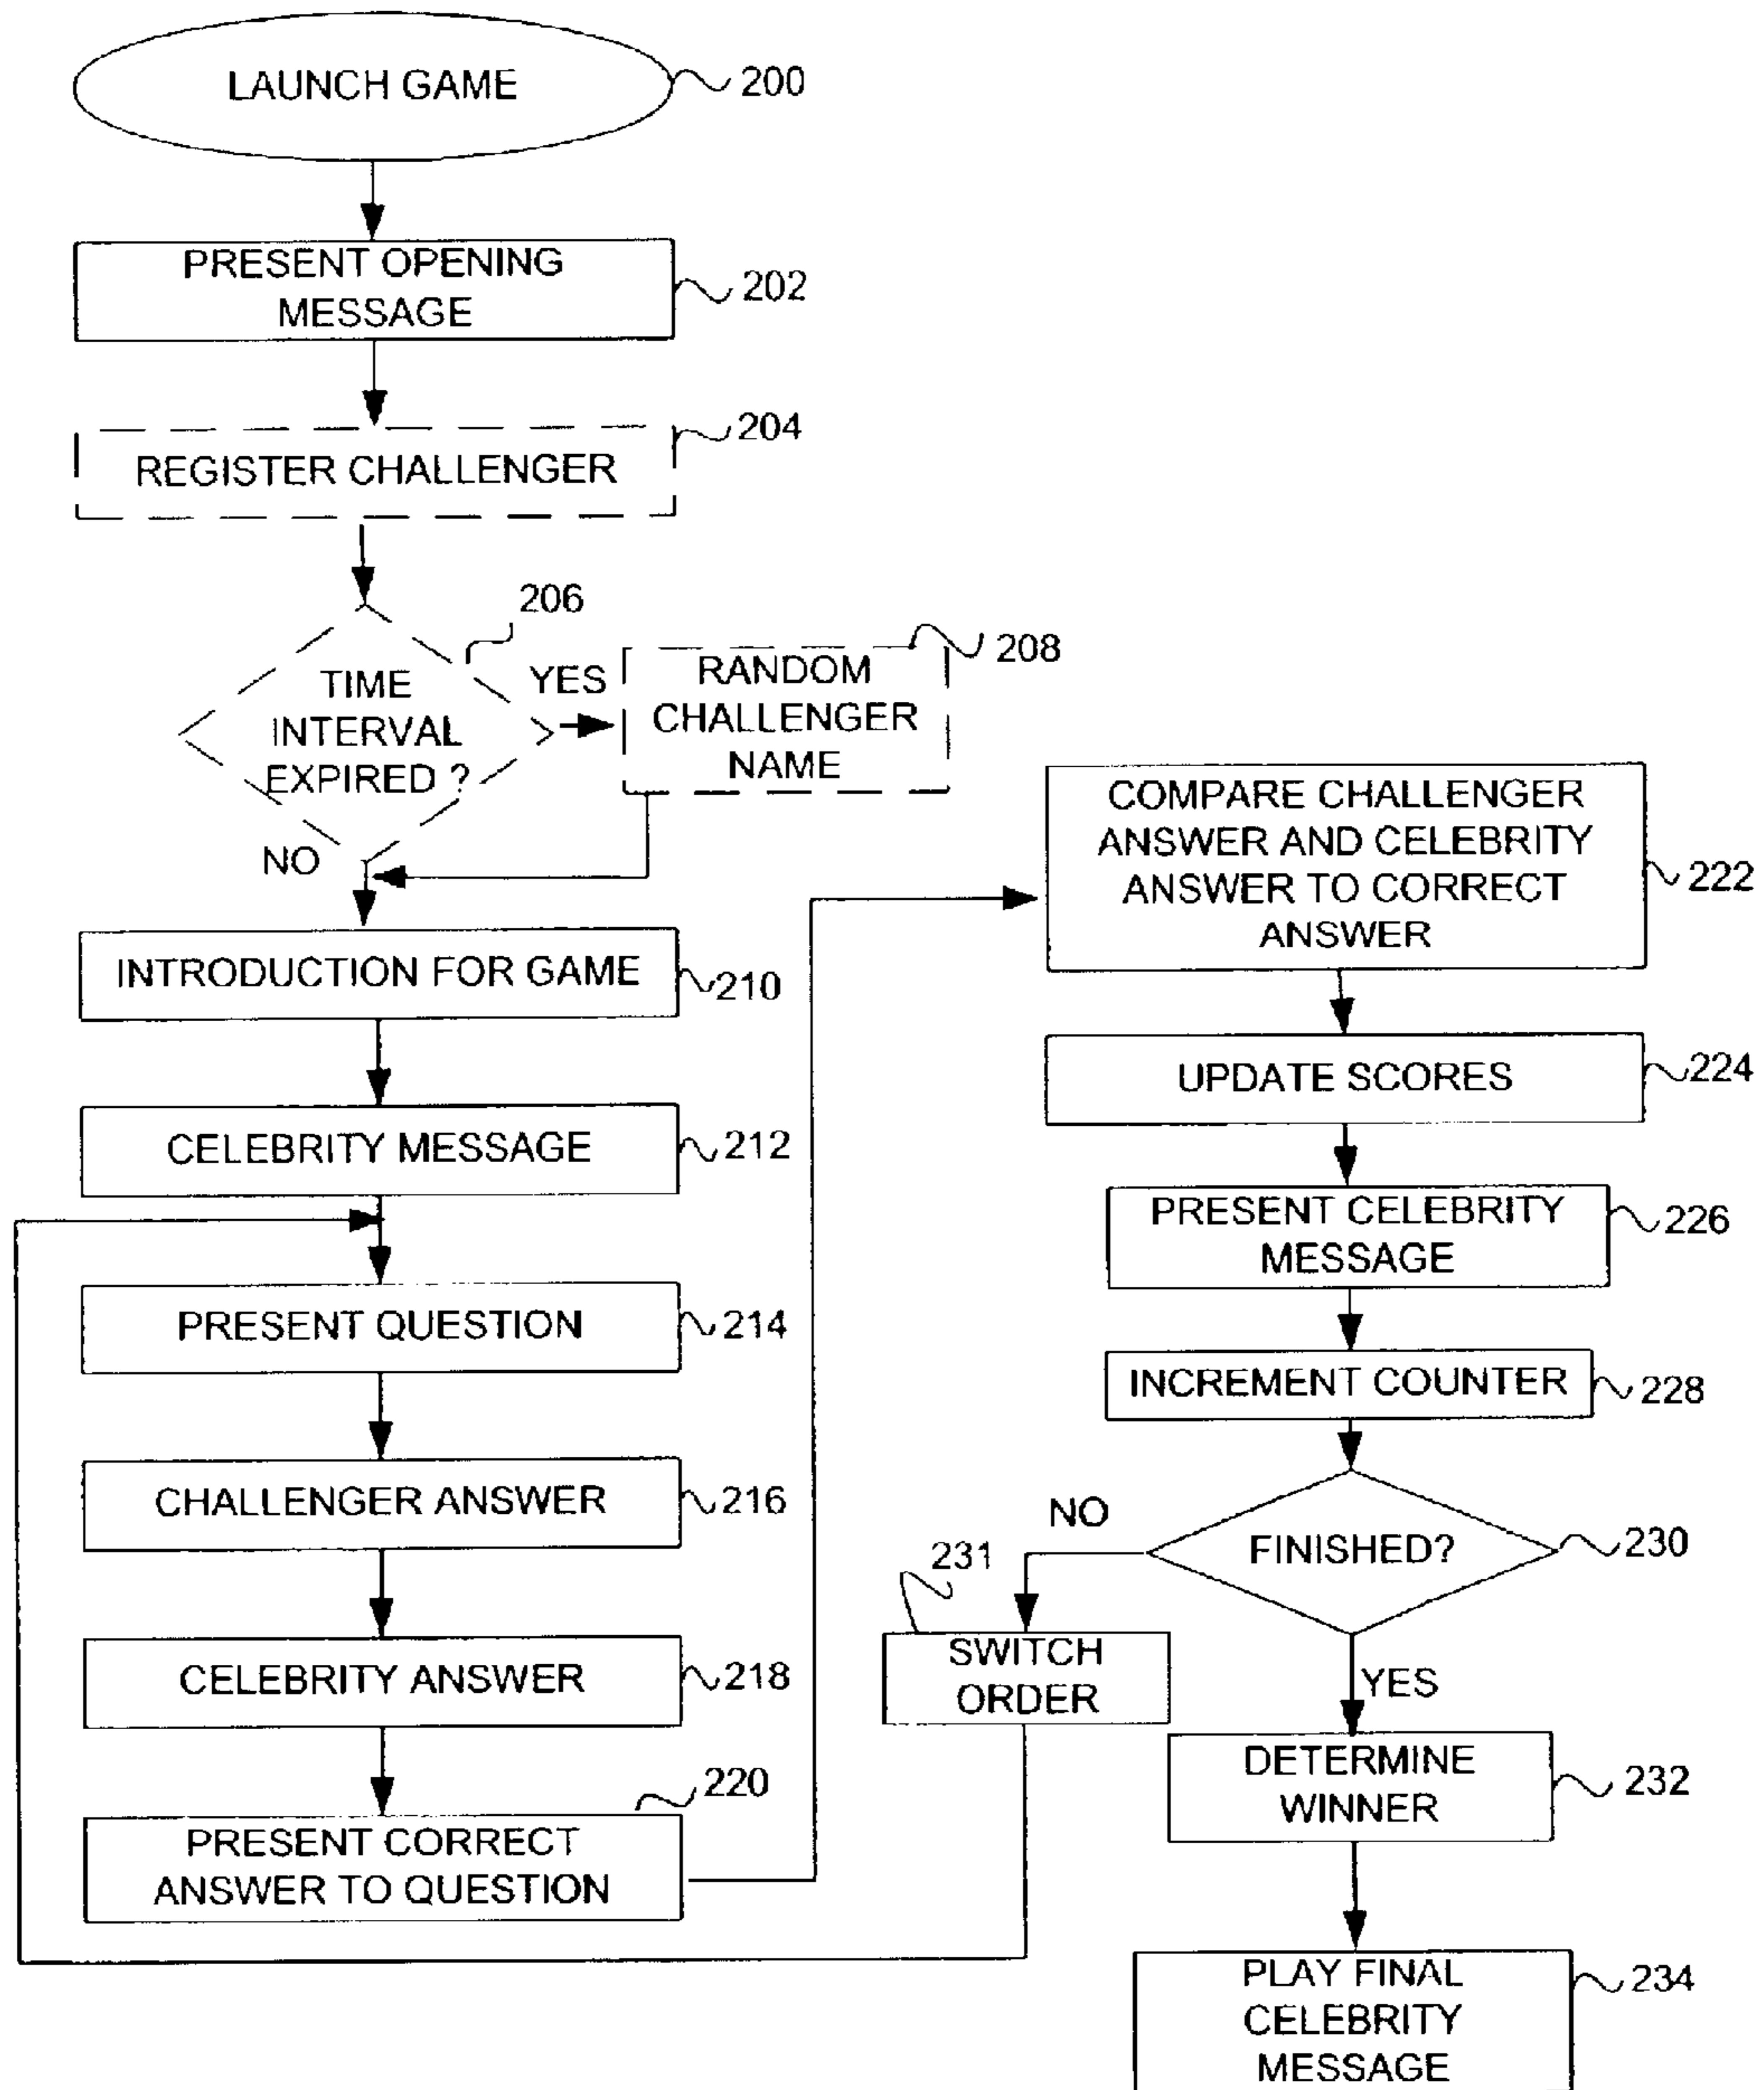 LAUNCH GAME
200
PRESENT OPENING
MESSAGE
202
REGISTER CHALLENGER
204
TIME
INTERVAL
EXPIRED ?
206
YES
NO
RANDOM
CHALLENGER
NAME
208
INTRODUCTION FOR GAME
210
CELEBRITY MESSAGE
212
PRESENT QUESTION
214
CHALLENGER ANSWER
216
CELEBRITY ANSWER
218
PRESENT CORRECT
ANSWER TO QUESTION
220
COMPARE CHALLENGER
ANSWER AND CELEBRITY
ANSWER TO CORRECT
ANSWER
222
UPDATE SCORES
224
PRESENT CELEBRITY
MESSAGE
226
INCREMENT COUNTER
228
FINISHED?
230
NO
231
SWITCH
ORDER
YES
DETERMINE
WINNER
232
PLAY FINAL
CELEBRITY
MESSAGE
234